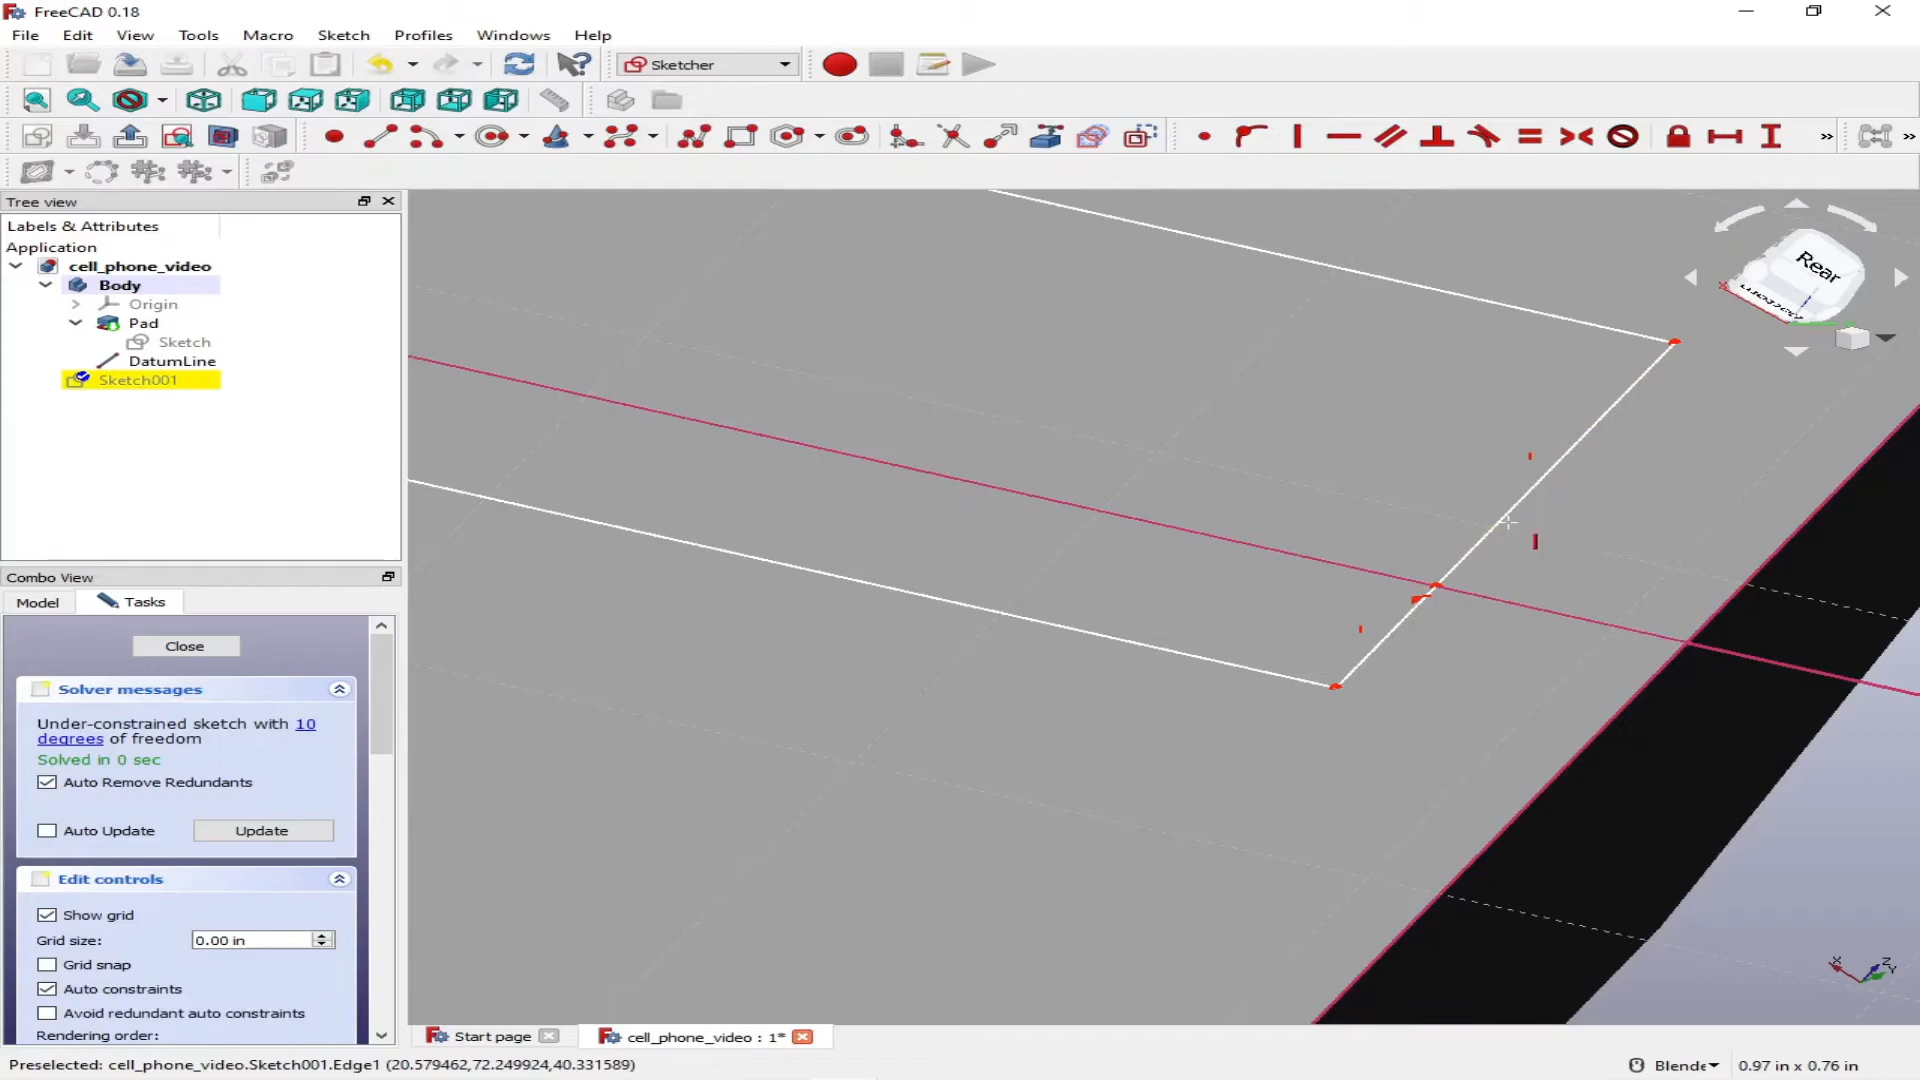 FreeCAD 0.18
File Edit View Tools Macro Sketch Profiles Windows Help
Sketcher
Tree view
Labels & Attributes
Application
cell_phone_video
Body
Origin
Pad
Sketch
DatumLine
Sketch001
Rear
Bottom
Combo View
Model Tasks
Close
Solver messages
Under-constrained sketch with 10
degrees of freedom
Solved in 0 sec
Auto Remove Redundants
Auto Update Update
Edit controls
Show grid
Grid size: 0.00 in
Grid snap
Auto constraints
Avoid redundant auto constraints
Rendering order:
X Z Y
Start page cell_phone_video : 1*
Preselected: cell_phone_video.Sketch001.Edge1 (20.579462,72.249924,40.331589) Blende 0.97 in x 0.76 in